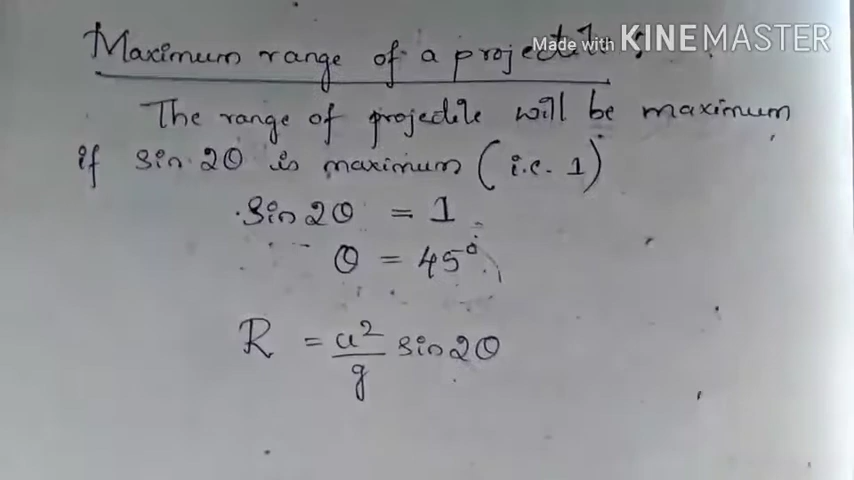 Maximum range of a projectile :
Made with KINEMASTER
The range of projectile will be maximum
if sin 2θ is maximum (i.e. 1)
sin 2θ = 1
θ = 45°
R = u²/g sin 2θ